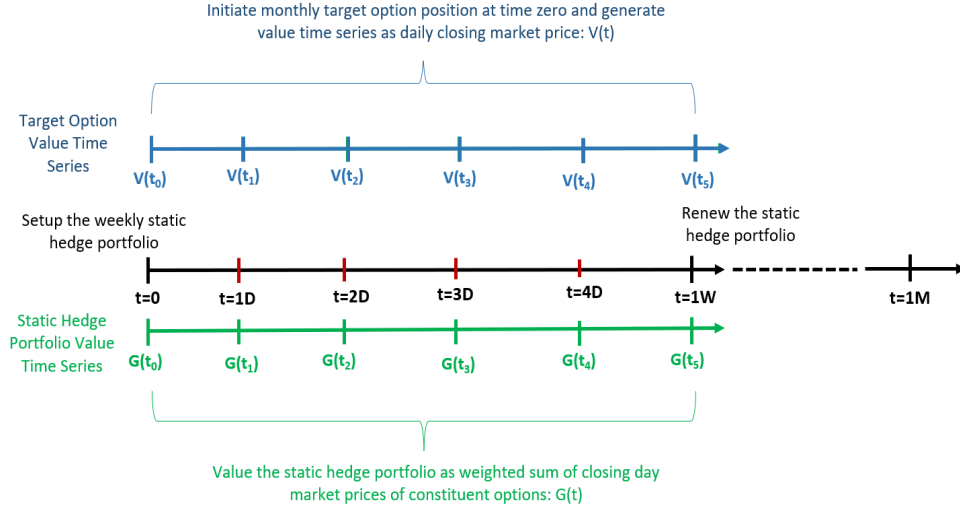 Initiate monthly target option position at time zero and generate
value time series as daily closing market price: V(t)
Target Option
Value Time
Series
V(t₀) V(t₁) V(t₂) V(t₃) V(t₄) V(t₅)
Setup the weekly static
hedge portfolio
Renew the static
hedge portfolio
t=0 t=1D t=2D t=3D t=4D t=1W t=1M
Static Hedge
Portfolio Value
Time Series
G(t₀) G(t₁) G(t₂) G(t₃) G(t₄) G(t₅)
Value the static hedge portfolio as weighted sum of closing day
market prices of constituent options: G(t)